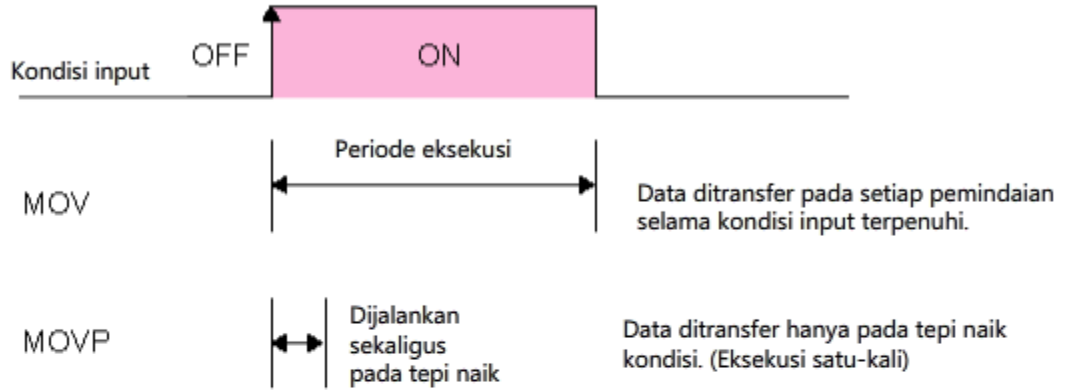 Kondisi input
OFF
ON
Periode eksekusi
MOV
Data ditransfer pada setiap pemindaian
selama kondisi input terpenuhi.
MOVP
Dijalankan
sekaligus
pada tepi naik
Data ditransfer hanya pada tepi naik
kondisi. (Eksekusi satu-kali)